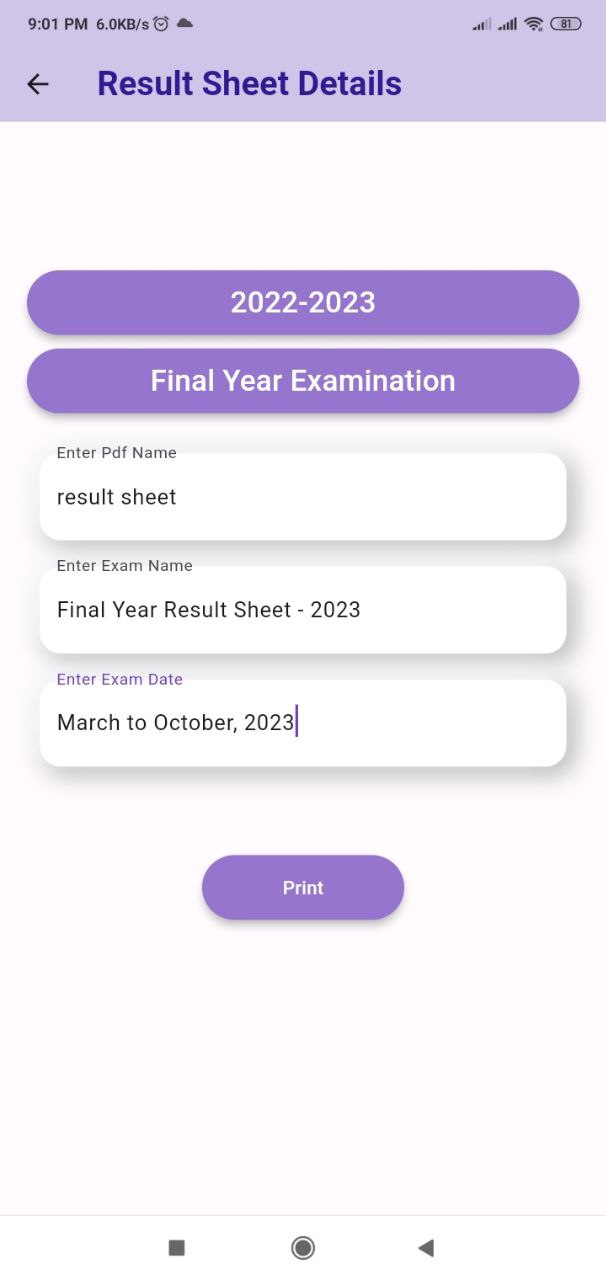 9:01 PM 6.0KB/s 81
Result Sheet Details
2022-2023
Final Year Examination
Enter Pdf Name
result sheet
Enter Exam Name
Final Year Result Sheet - 2023
Enter Exam Date
March to October, 2023
Print